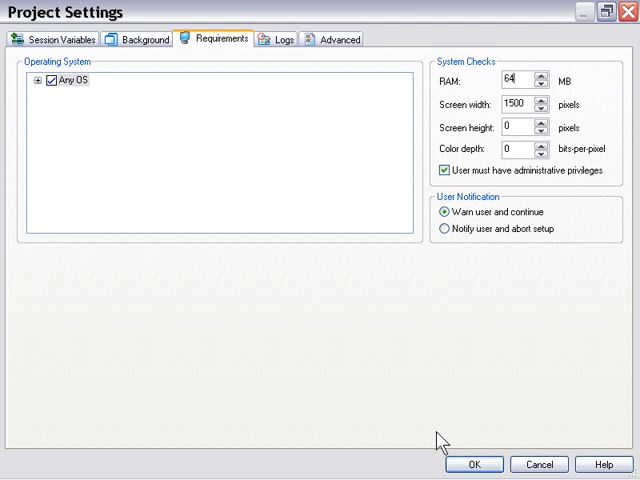 Project Settings
Session Variables Background Requirements Logs Advanced
Operating System
Any OS
System Checks
RAM: 64 MB
Screen width: 1500 pixels
Screen height: 0 pixels
Color depth: 0 bits-per-pixel
User must have administrative privileges
User Notification
Warn user and continue
Notify user and abort setup
OK Cancel Help